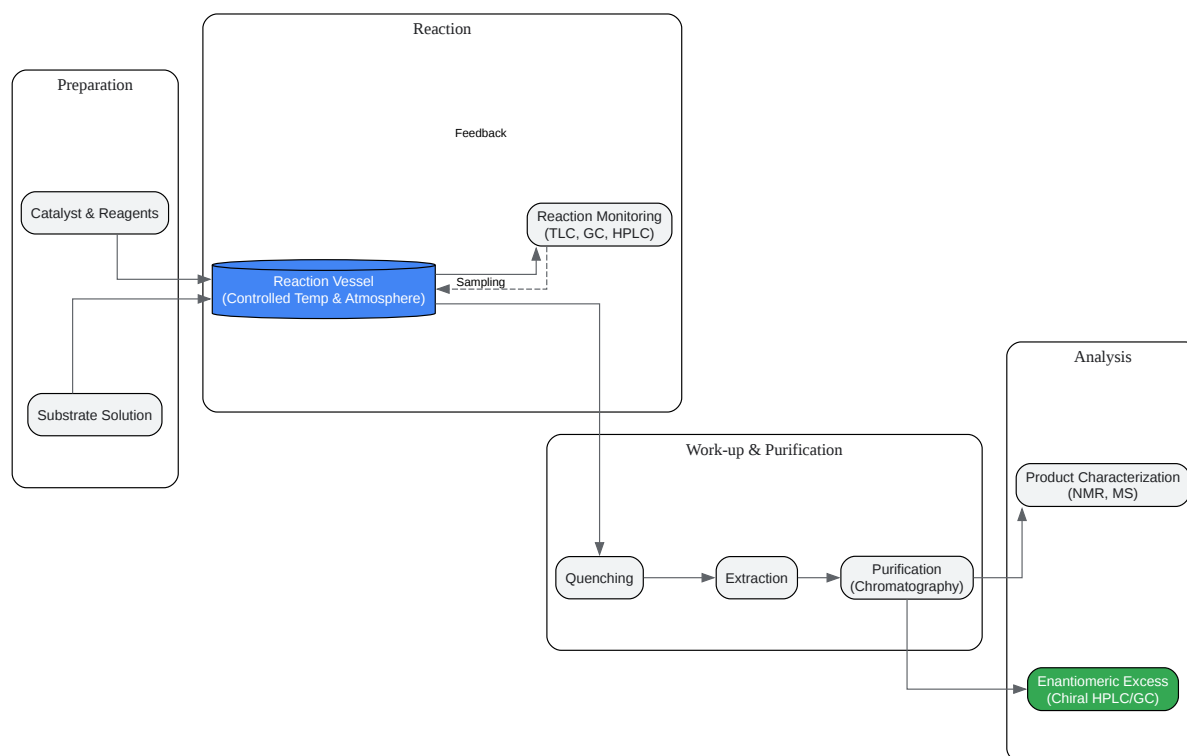 Preparation
Catalyst & Reagents
Substrate Solution
Reaction
Feedback
Reaction Monitoring
(TLC, GC, HPLC)
Reaction Vessel
(Controlled Temp & Atmosphere)
Sampling
Work-up & Purification
Quenching
Extraction
Purification
(Chromatography)
Analysis
Product Characterization
(NMR, MS)
Enantiomeric Excess
(Chiral HPLC/GC)